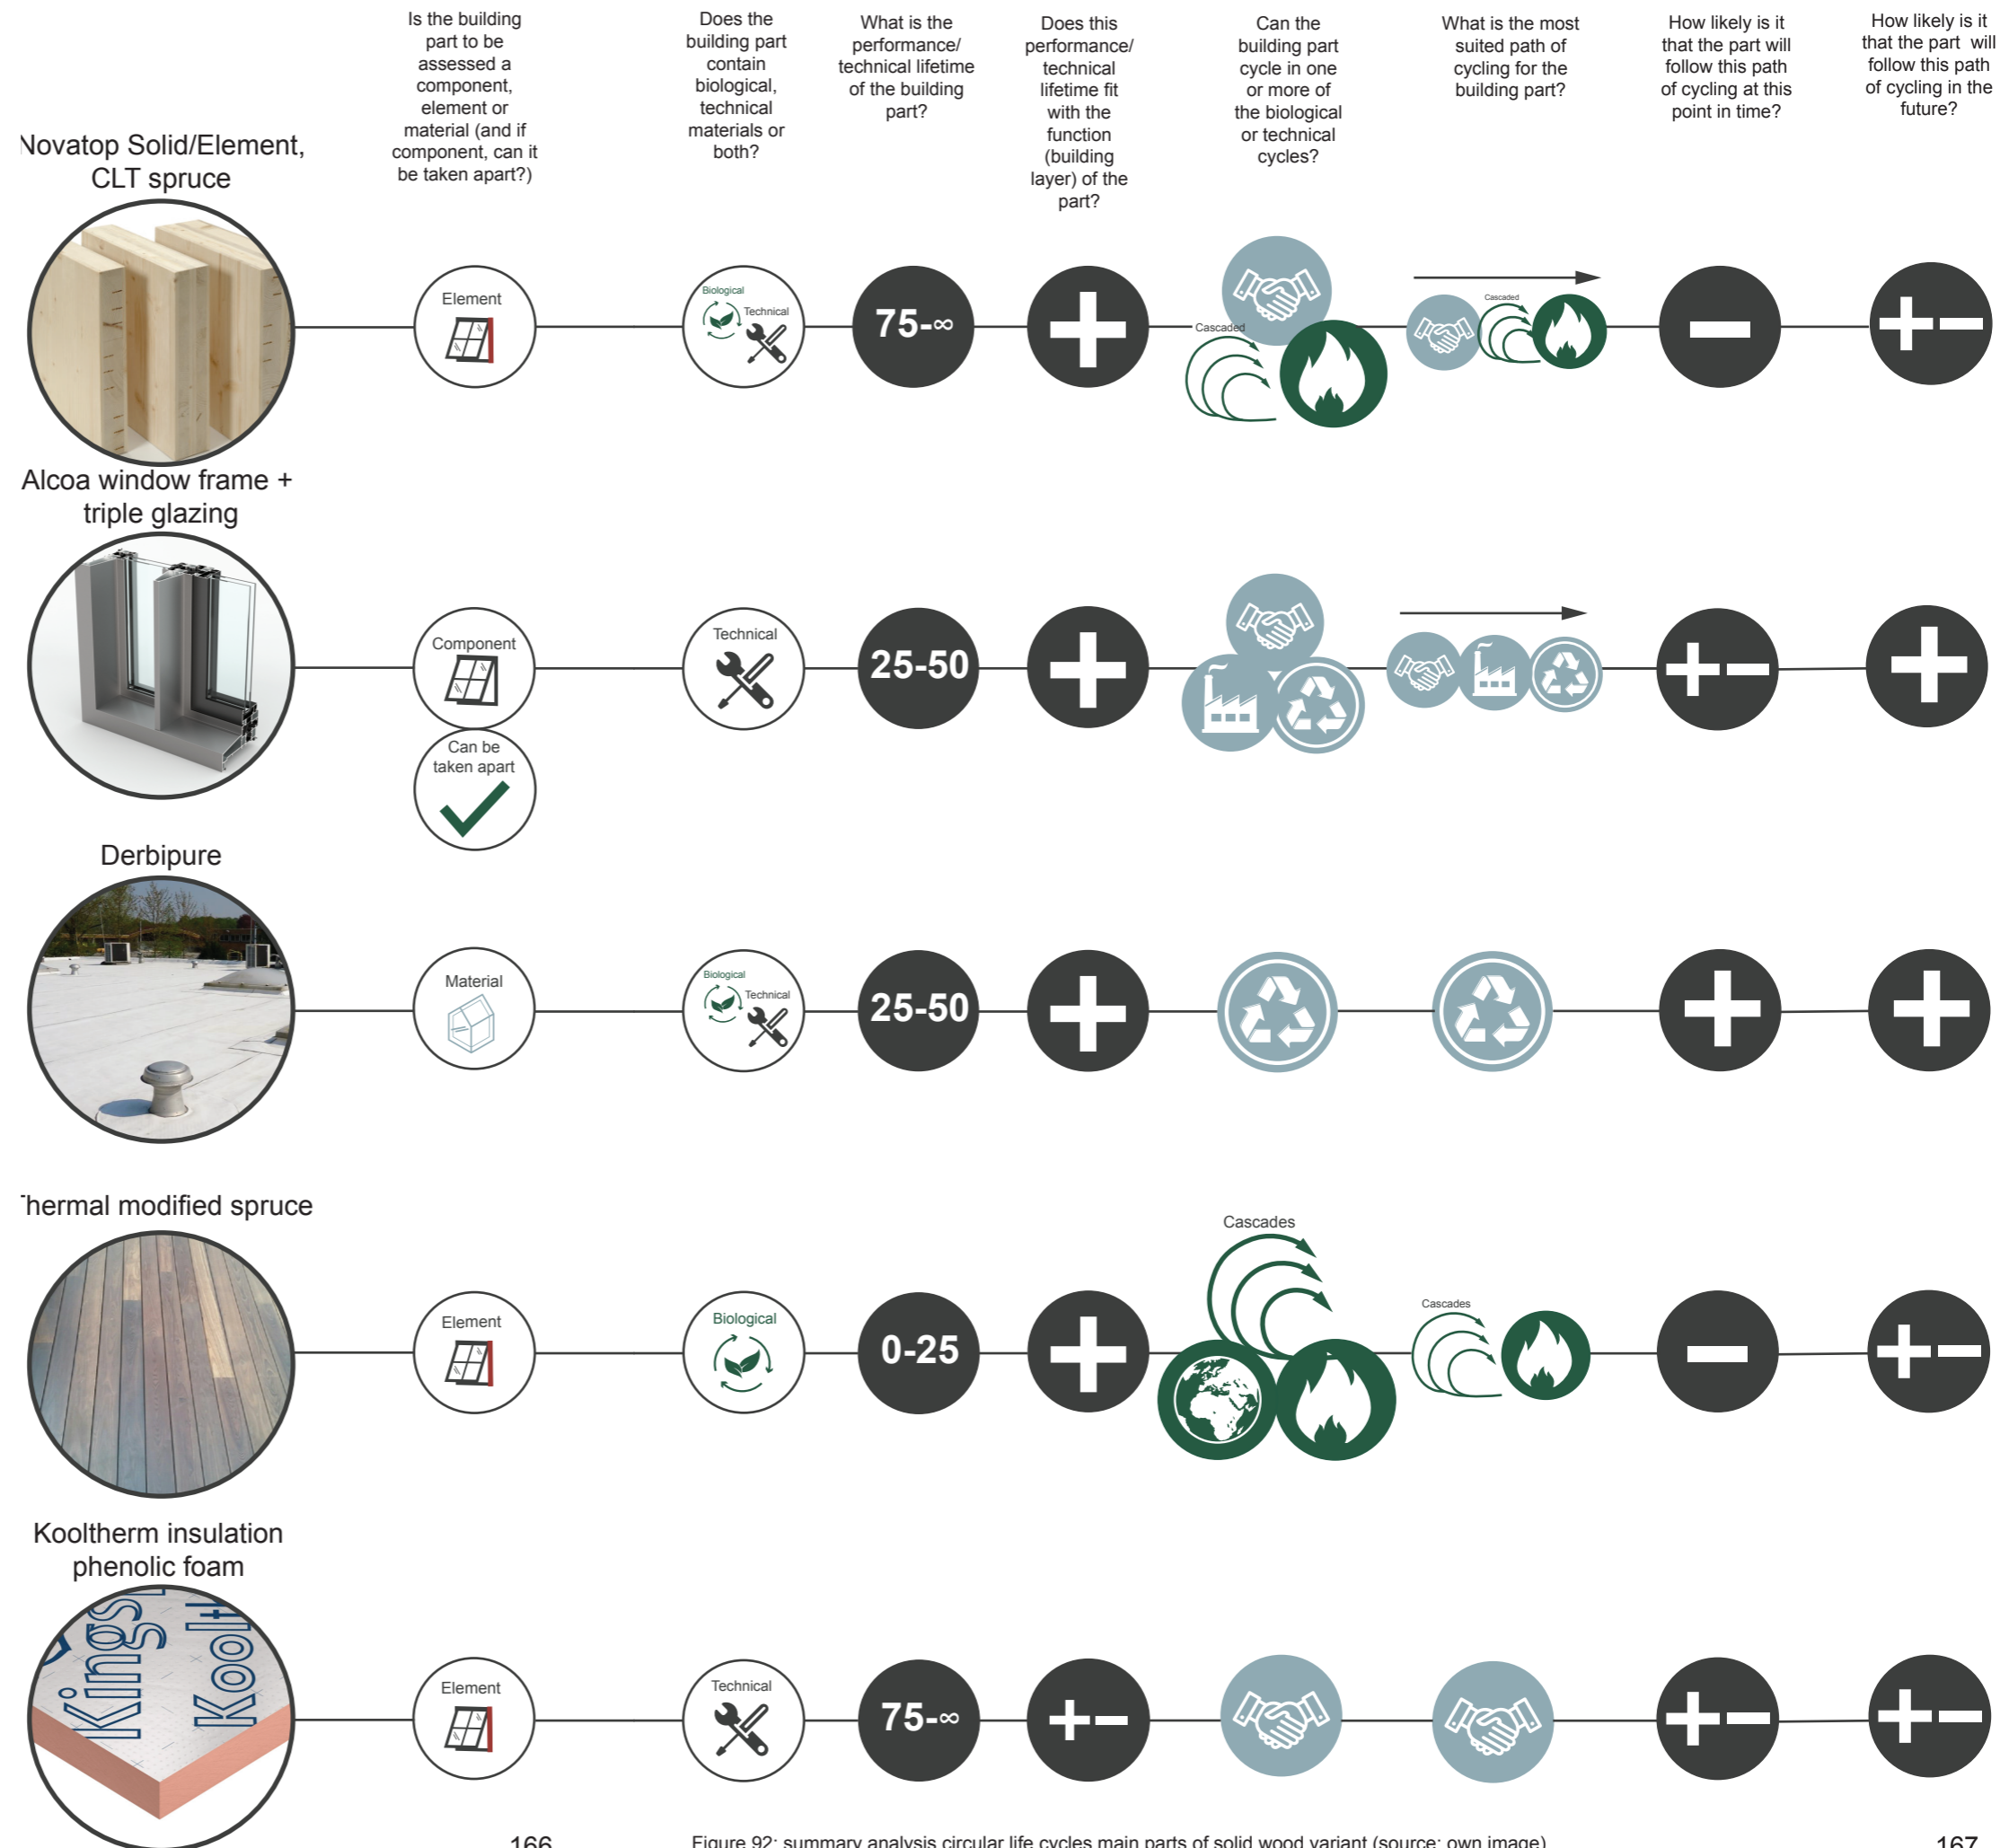 Is the building
part to be
assessed a
component,
element or
material (and if
component, can it
be taken apart?)
Does the
building part
contain
biological,
technical
materials or
both?
What is the
performance/
technical lifetime
of the building
part?
Does this
performance/
technical
lifetime fit
with the
function
(building
layer) of the
part?
Can the
building part
cycle in one
or more of
the biological
or technical
cycles?
What is the most
suited path of
cycling for the
building part?
How likely is it
that the part will
follow this path
of cycling at this
point in time?
How likely is it
that the part will
follow this path
of cycling in the
future?
Novatop Solid/Element,
CLT spruce
Element
Biological
Technical
75-∞
+
Cascaded
Cascaded
−
+−
Alcoa window frame +
triple glazing
Component
Can be
taken apart
Technical
25-50
+
+−
+
Derbipure
Material
Biological
Technical
25-50
+
+
+
Thermal modified spruce
Element
Biological
0-25
+
Cascades
Cascades
−
+−
Kooltherm insulation
phenolic foam
Kings
Koolt
Element
Technical
75-∞
+−
+−
+−
166
Figure 92: summary analysis circular life cycles main parts of solid wood variant (source: own image)
167